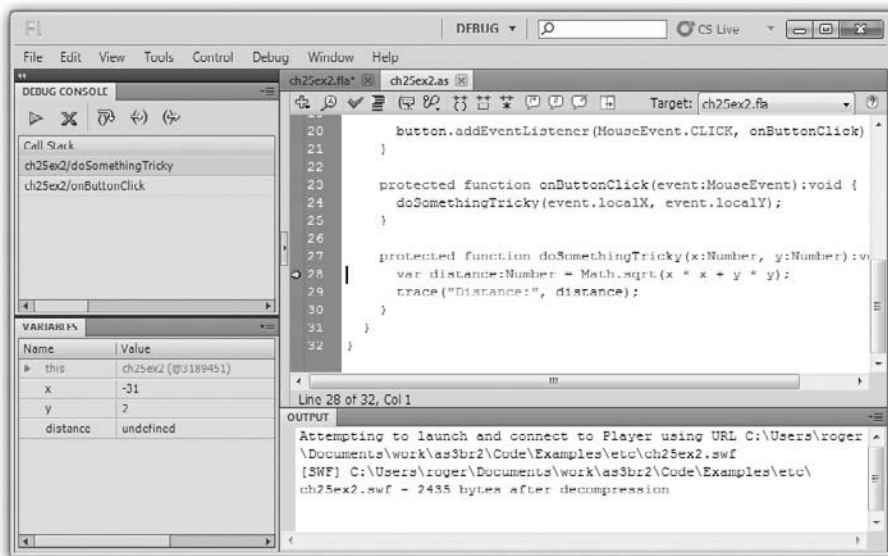 Fl
DEBUG
CS Live
File Edit View Tools Control Debug Window Help
DEBUG CONSOLE
Call Stack
ch25ex2/doSomethingTricky
ch25ex2/onButtonClick
VARIABLES
Name Value
this ch25ex2 (@3189451)
x -31
y 2
distance undefined
ch25ex2.fla* ch25ex2.as
Target: ch25ex2.fla
20 button.addEventListener(MouseEvent.CLICK, onButtonClick)
21 }
22
23 protected function onButtonClick(event:MouseEvent):void {
24 doSomethingTricky(event.localX, event.localY);
25 }
26
27 protected function doSomethingTricky(x:Number, y:Number):v
28 var distance:Number = Math.sqrt(x * x + y * y);
29 trace("Distance:", distance);
30 }
31 }
32 }
Line 28 of 32, Col 1
OUTPUT
Attempting to launch and connect to Player using URL C:\Users\roger
\Documents\work\as3br2\Code\Examples\etc\ch25ex2.swf
[SWF] C:\Users\roger\Documents\work\as3br2\Code\Examples\etc\
ch25ex2.swf - 2435 bytes after decompression